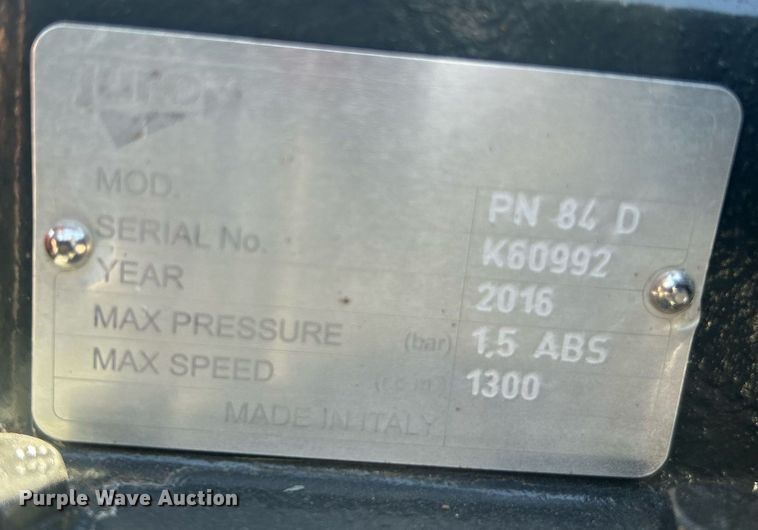 Jurop
MOD. PN 84 D
SERIAL No. K60992
YEAR 2016
MAX PRESSURE (bar) 1,5 ABS
MAX SPEED 1300
MADE IN ITALY
Purple Wave Auction